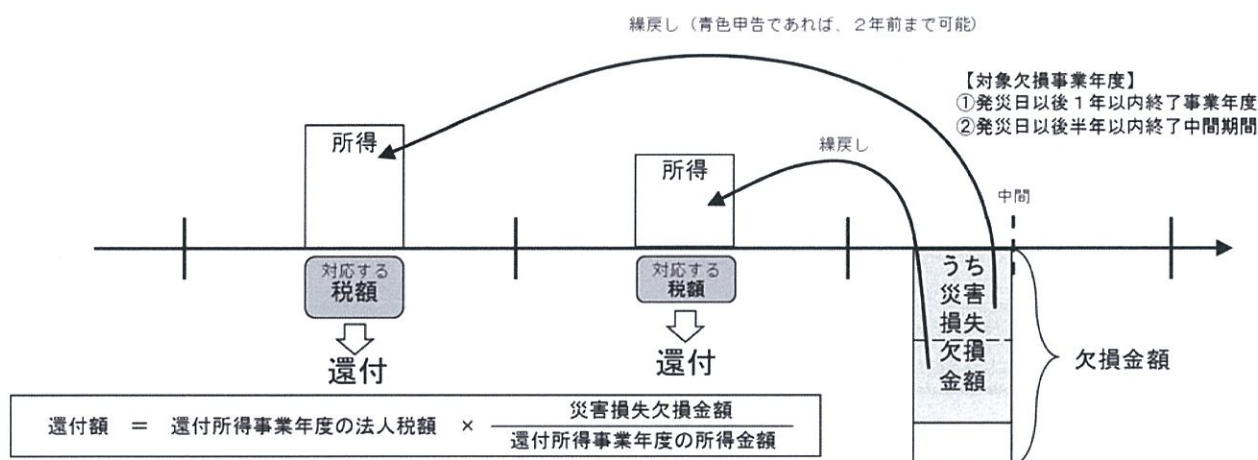 繰戻し（青色申告であれば、２年前まで可能）
【対象欠損事業年度】
①発災日以後１年以内終了事業年度
②発災日以後半年以内終了中間期間
所得
繰戻し
所得
中間
対応する
税額
対応する
税額
うち
災害
損失
欠損
金額
還付
還付
欠損金額
還付額 ＝ 還付所得事業年度の法人税額 × 災害損失欠損金額
還付所得事業年度の所得金額